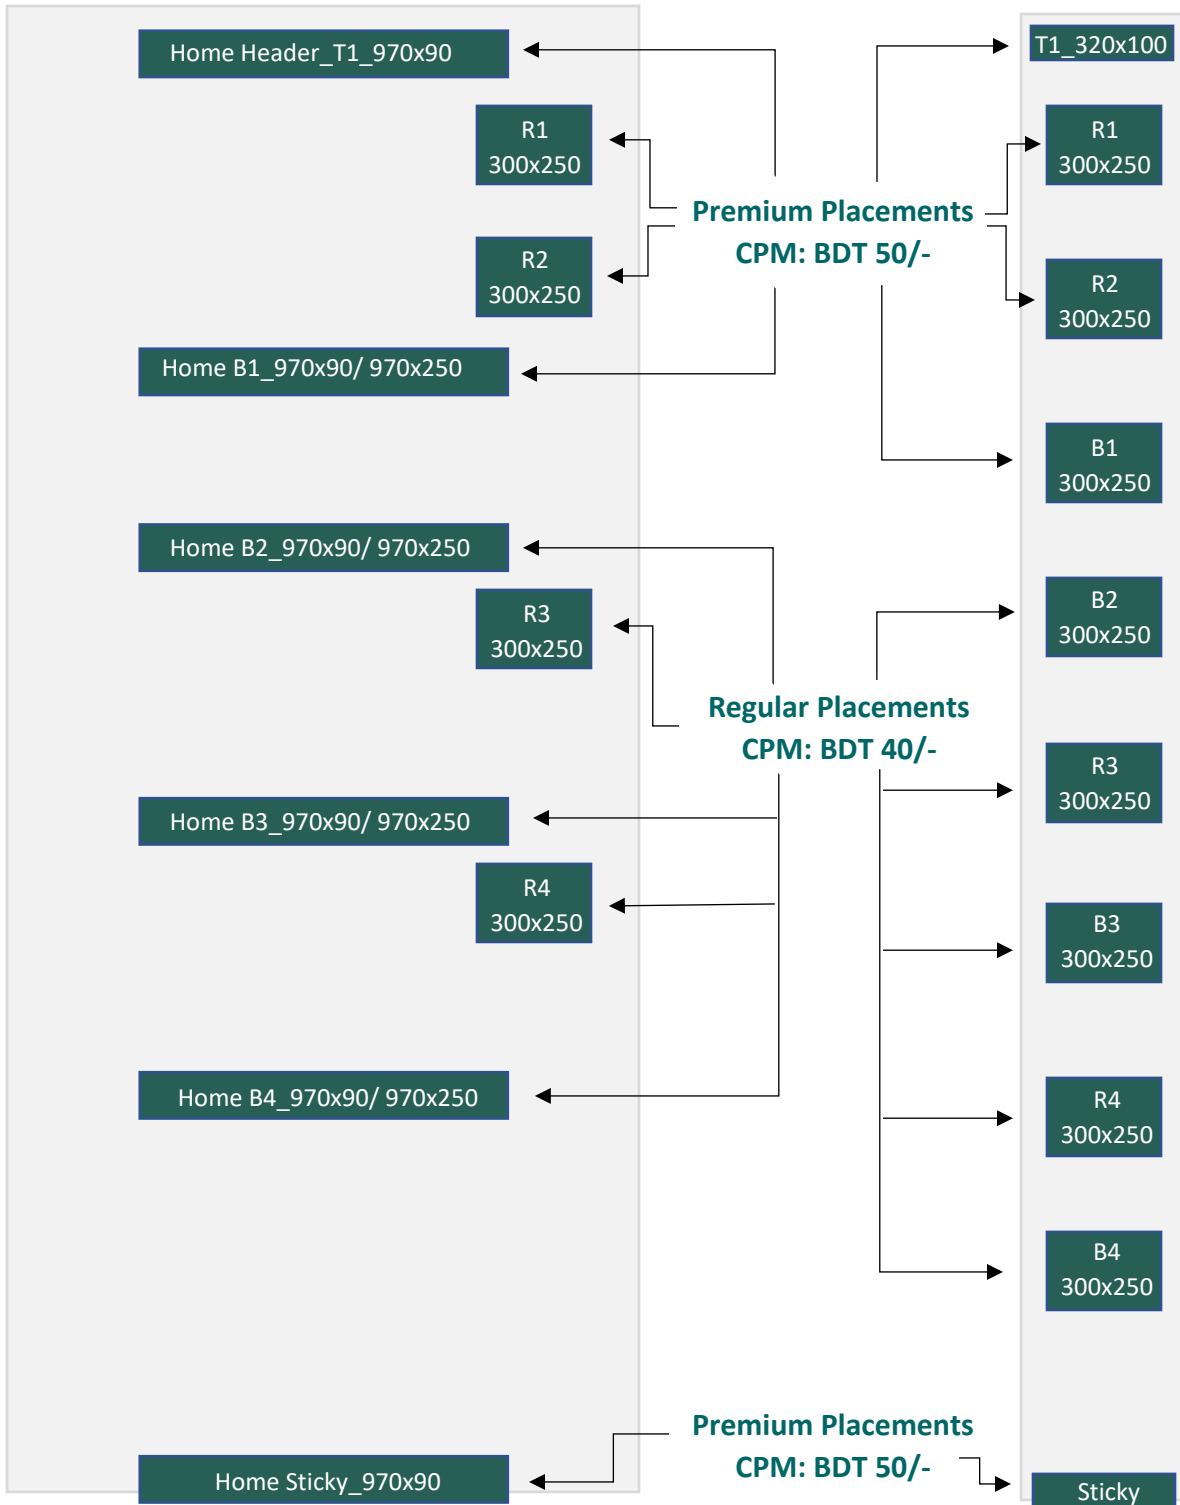 Home Header_T1_970x90
R1
300x250
R2
300x250
Home B1_970x90/ 970x250
Home B2_970x90/ 970x250
R3
300x250
Home B3_970x90/ 970x250
R4
300x250
Home B4_970x90/ 970x250
Home Sticky_970x90
Premium Placements
CPM: BDT 50/-
Regular Placements
CPM: BDT 40/-
Premium Placements
CPM: BDT 50/-
T1_320x100
R1
300x250
R2
300x250
B1
300x250
B2
300x250
R3
300x250
B3
300x250
R4
300x250
B4
300x250
Sticky